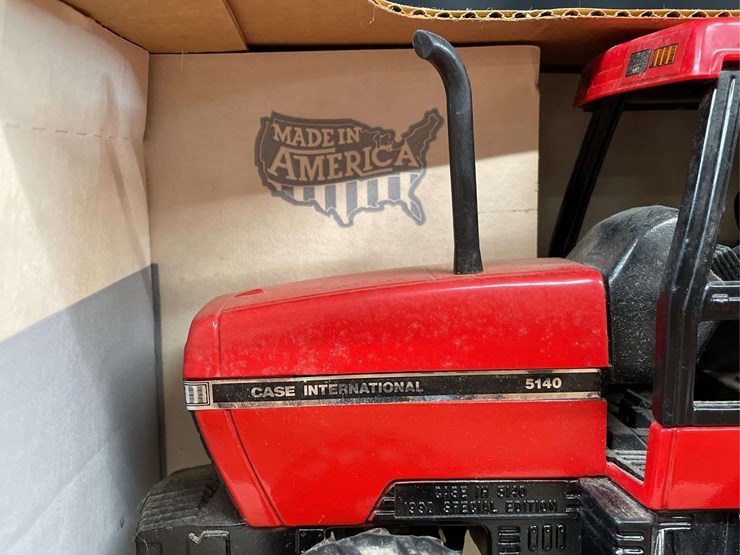 MADE IN
AMERICA
CASE INTERNATIONAL 5140
CASE IH 5140
1990 SPECIAL EDITION